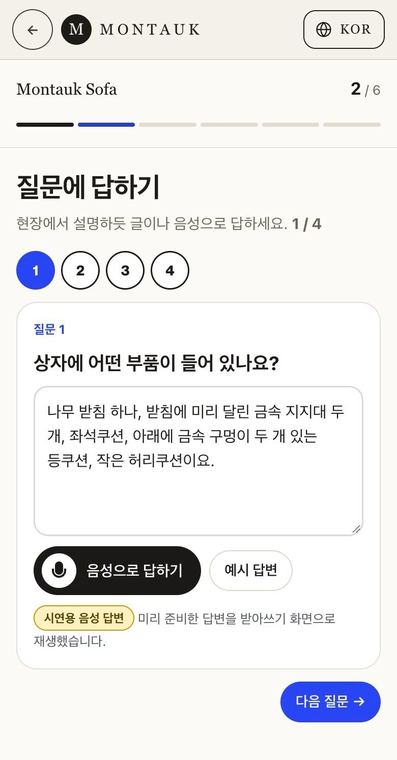 M MONTAUK
KOR
Montauk Sofa
2 / 6
질문에 답하기
현장에서 설명하듯 글이나 음성으로 답하세요. 1 / 4
1 2 3 4
질문 1
상자에 어떤 부품이 들어 있나요?
나무 받침 하나, 받침에 미리 달린 금속 지지대 두
개, 좌석쿠션, 아래에 금속 구멍이 두 개 있는
등쿠션, 작은 허리쿠션이요.
음성으로 답하기
예시 답변
시연용 음성 답변 미리 준비한 답변을 받아쓰기 화면으로
재생했습니다.
다음 질문 →